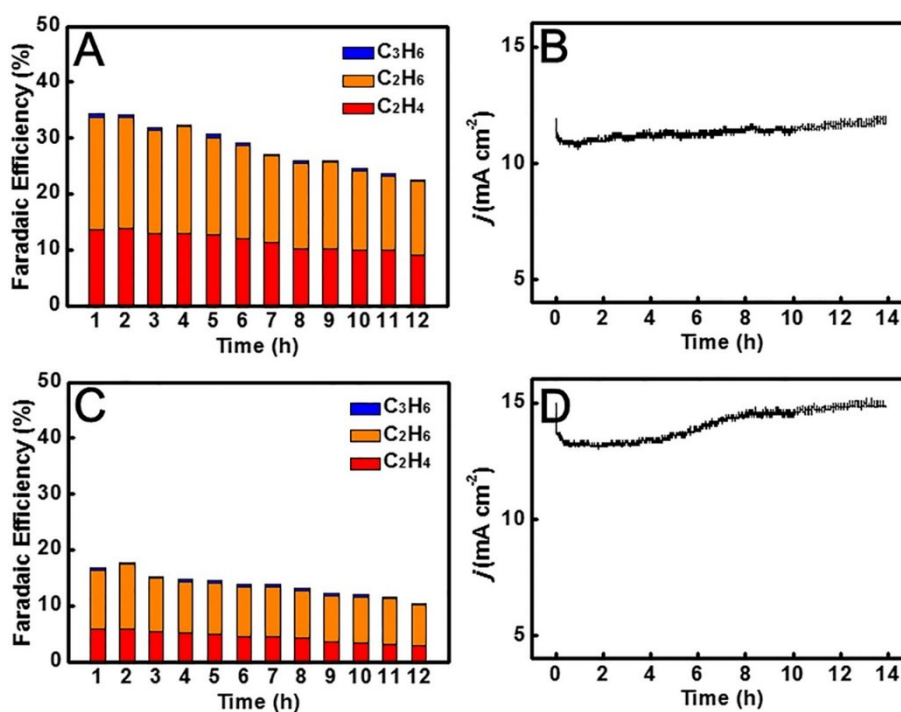 A
Faradaic Efficiency (%)
50
40
30
20
10
0
C3H6
C2H6
C2H4
1 2 3 4 5 6 7 8 9 10 11 12
Time (h)
B
j (mA cm-2)
15
10
5
0 2 4 6 8 10 12 14
Time (h)
C
Faradaic Efficiency (%)
50
40
30
20
10
0
C3H6
C2H6
C2H4
1 2 3 4 5 6 7 8 9 10 11 12
Time (h)
D
j (mA cm-2)
15
10
5
0 2 4 6 8 10 12 14
Time (h)